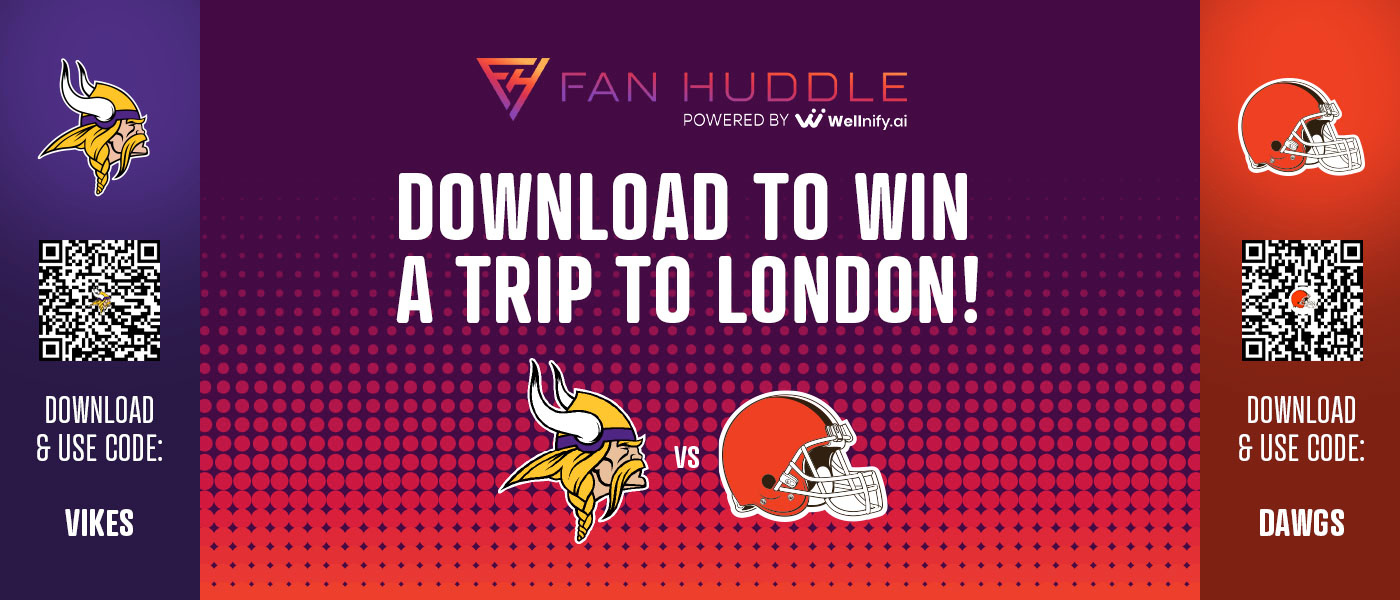 DOWNLOAD
& USE CODE:
VIKES
FH
FAN HUDDLE
POWERED BY Wellnify.ai
DOWNLOAD TO WIN
A TRIP TO LONDON!
VS
DOWNLOAD
& USE CODE:
DAWGS